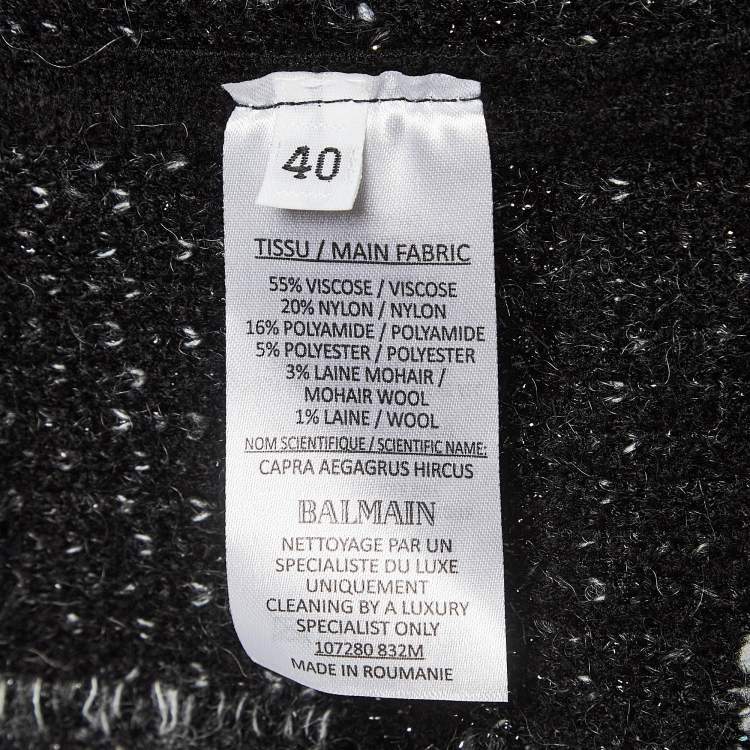 40
TISSU / MAIN FABRIC
55% VISCOSE / VISCOSE
20% NYLON / NYLON
16% POLYAMIDE / POLYAMIDE
5% POLYESTER / POLYESTER
3% LAINE MOHAIR /
MOHAIR WOOL
1% LAINE / WOOL
NOM SCIENTIFIQUE / SCIENTIFIC NAME:
CAPRA AEGAGRUS HIRCUS
BALMAIN
NETTOYAGE PAR UN
SPECIALISTE DU LUXE
UNIQUEMENT
CLEANING BY A LUXURY
SPECIALIST ONLY
107280 832M
MADE IN ROUMANIE